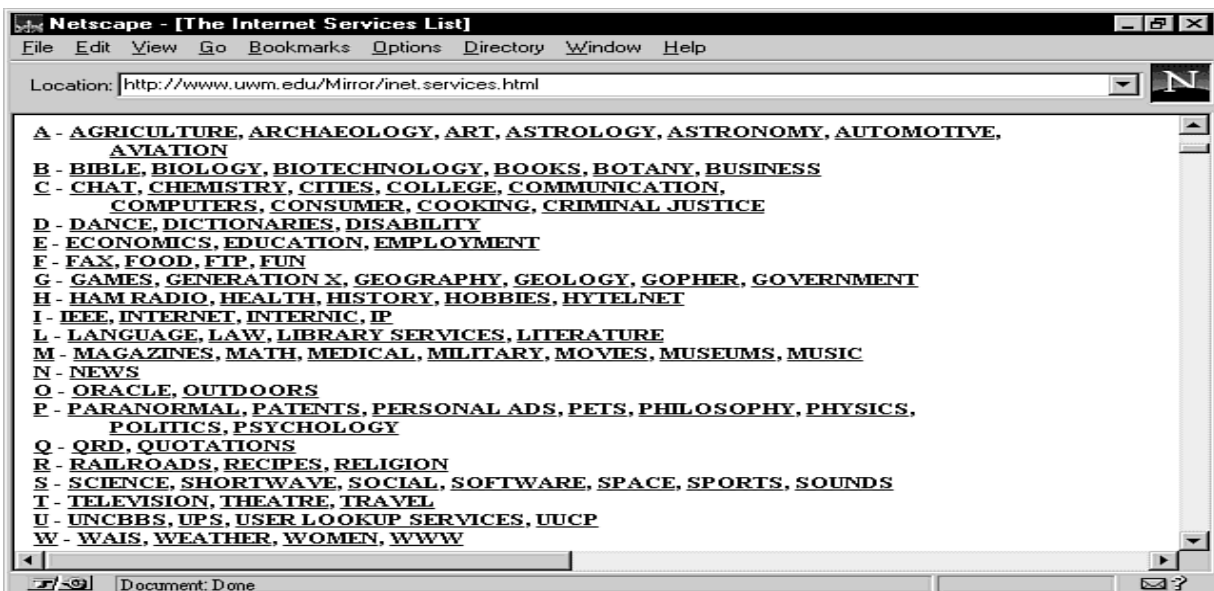 Netscape - [The Internet Services List]
File Edit View Go Bookmarks Options Directory Window Help
Location: http://www.uwm.edu/Mirror/inet.services.html
N
A - AGRICULTURE, ARCHAEOLOGY, ART, ASTROLOGY, ASTRONOMY, AUTOMOTIVE,
AVIATION
B - BIBLE, BIOLOGY, BIOTECHNOLOGY, BOOKS, BOTANY, BUSINESS
C - CHAT, CHEMISTRY, CITIES, COLLEGE, COMMUNICATION,
COMPUTERS, CONSUMER, COOKING, CRIMINAL JUSTICE
D - DANCE, DICTIONARIES, DISABILITY
E - ECONOMICS, EDUCATION, EMPLOYMENT
F - FAX, FOOD, FTP, FUN
G - GAMES, GENERATION X, GEOGRAPHY, GEOLOGY, GOPHER, GOVERNMENT
H - HAM RADIO, HEALTH, HISTORY, HOBBIES, HYTELNET
I - IEEE, INTERNET, INTERNIC, IP
L - LANGUAGE, LAW, LIBRARY SERVICES, LITERATURE
M - MAGAZINES, MATH, MEDICAL, MILITARY, MOVIES, MUSEUMS, MUSIC
N - NEWS
O - ORACLE, OUTDOORS
P - PARANORMAL, PATENTS, PERSONAL ADS, PETS, PHILOSOPHY, PHYSICS,
POLITICS, PSYCHOLOGY
Q - QRD, QUOTATIONS
R - RAILROADS, RECIPES, RELIGION
S - SCIENCE, SHORTWAVE, SOCIAL, SOFTWARE, SPACE, SPORTS, SOUNDS
T - TELEVISION, THEATRE, TRAVEL
U - UNCBBS, UPS, USER LOOKUP SERVICES, UUCP
W - WAIS, WEATHER, WOMEN, WWW
Document: Done
?